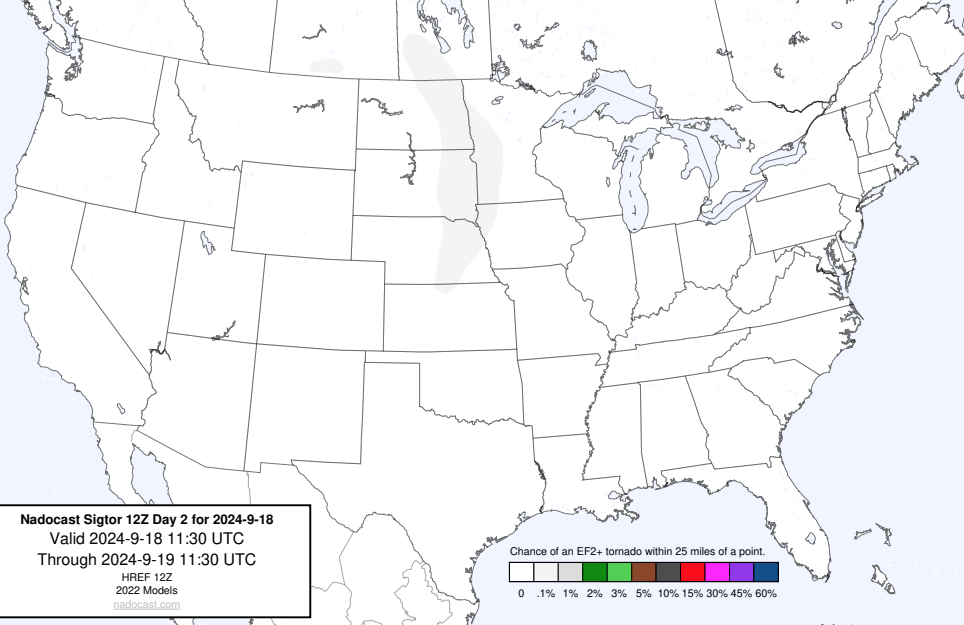 Nadocast Sigtor 12Z Day 2 for 2024-9-18
Valid 2024-9-18 11:30 UTC
Through 2024-9-19 11:30 UTC
HREF 12Z
2022 Models
nadocast.com
Chance of an EF2+ tornado within 25 miles of a point.
0 .1% 1% 2% 3% 5% 10% 15% 30% 45% 60%